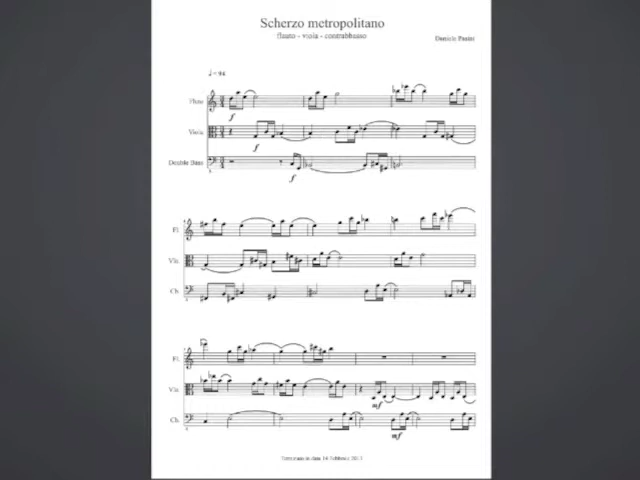 Scherzo metropolitano
flauto - viola - contrabbasso
Daniele
♩ = 94
Flute
f
Viola
f
Double Bass
f
Fl.
Vla.
Cb.
Fl.
Vla.
mf
Cb.
mf